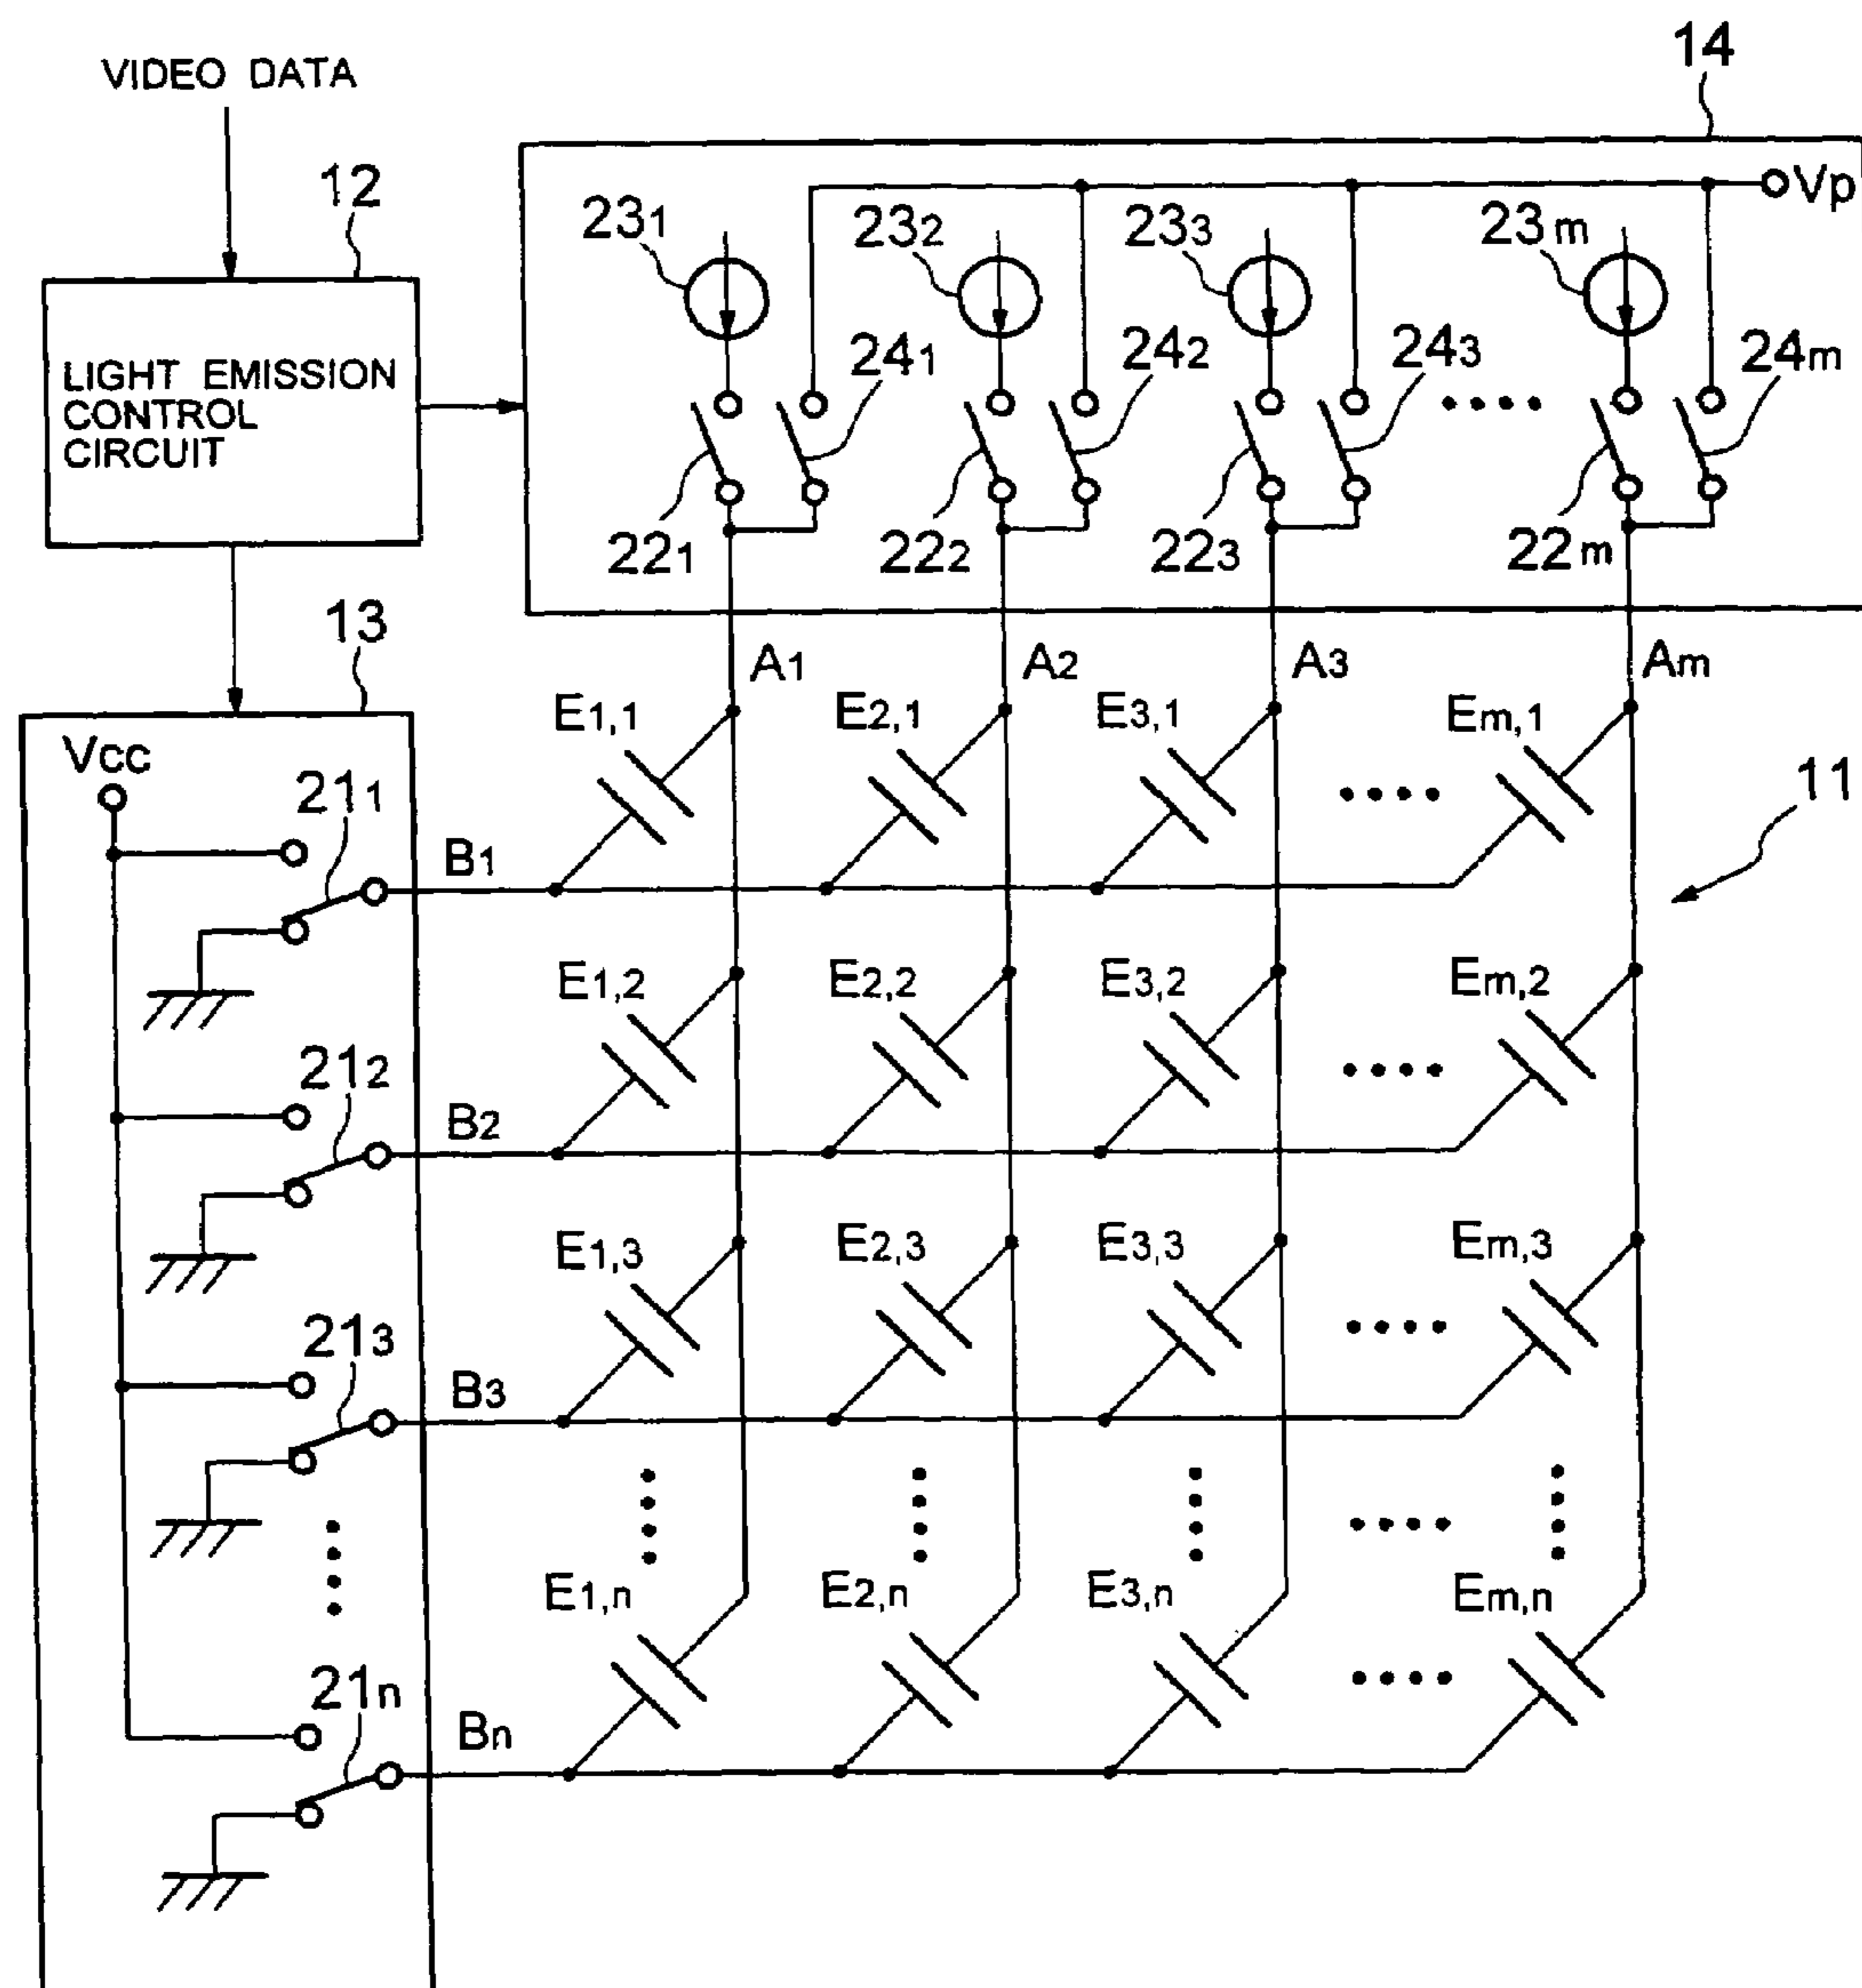 14
VIDEO DATA
12
Vp
231 232 233 23m
LIGHT EMISSION
CONTROL
CIRCUIT
241 242 243 24m
221 222 223 22m
13
A1 A2 A3 Am
E1,1 E2,1 E3,1 Em,1
Vcc
11
211
B1
E1,2 E2,2 E3,2 Em,2
212
B2
E1,3 E2,3 E3,3 Em,3
213
B3
E1,n E2,n E3,n Em,n
21n
Bn